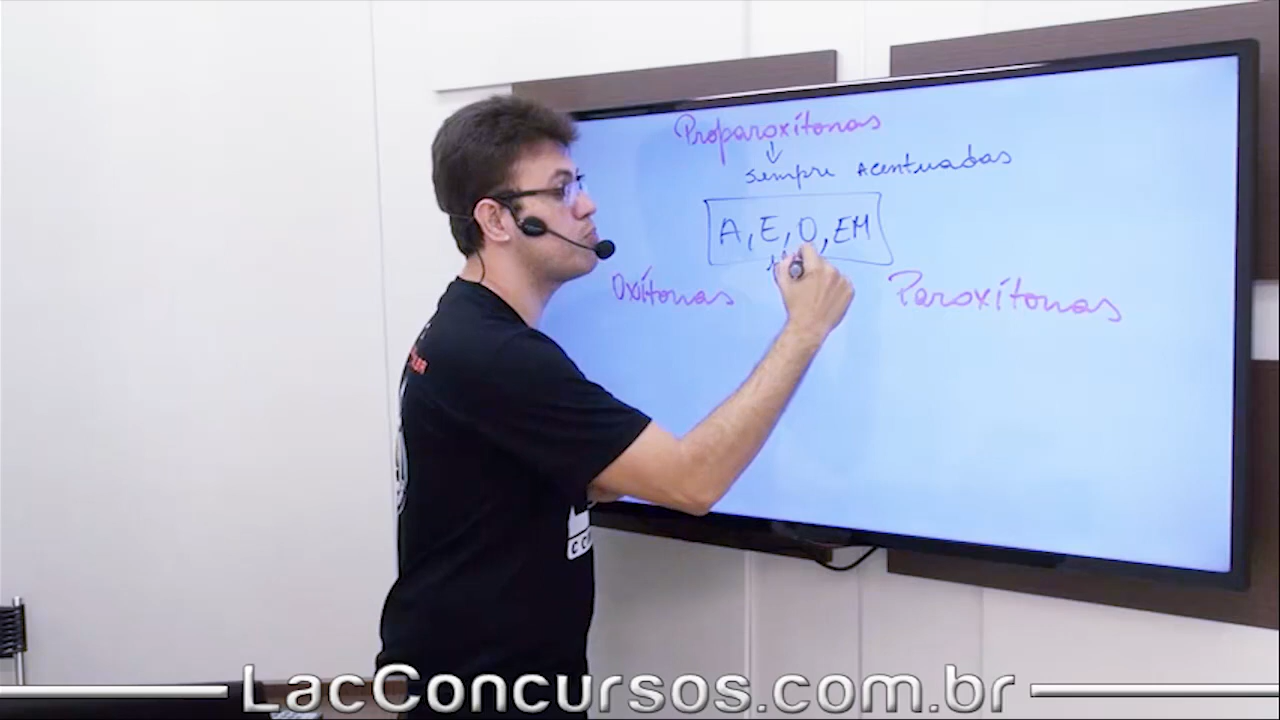 Proparoxítonas
sempre acentuadas
A, E, O, EM
Oxítonas
Paroxítonas
LacConcursos.com.br